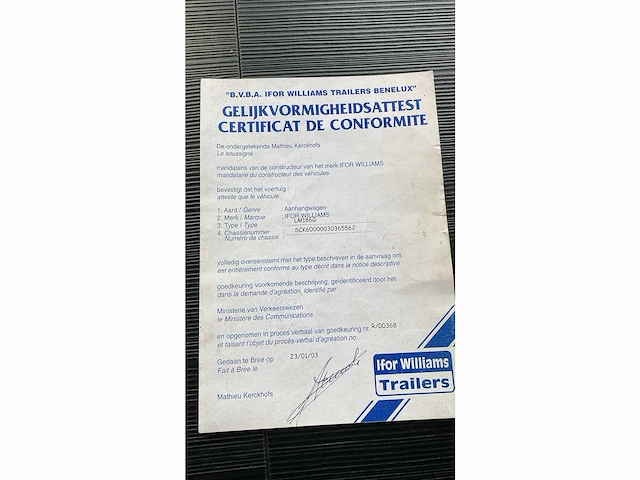 "B.V.B.A. IFOR WILLIAMS TRAILERS BENELUX"
GELIJKVORMIGHEIDSATTEST
CERTIFICAT DE CONFORMITE
De ondergetekende Mathieu Kerckhofs
Le soussigné
mandataris van de constructeur van het merk IFOR WILLIAMS
mandataire du constructeur des véhicules
bevestigt dat het voertuig :
atteste que le véhicule :
1. Aard / Genre : Aanhangwagen
2. Merk / Marque : IFOR WILLIAMS
3. Type / Type : LM186G
4. Chassisnummer : SCK60000030365562
Numéro de chassis :
volledig overeenstemt met het type beschreven in de aanvraag om
est entièrement conforme au type décrit dans la notice descriptive
goedkeuring voorkomende beschrijving, geïdentificeerd door het
dans la demande d'agréation, identifié par
Ministerie van Verkeerswezen
le Ministère des Communications
en opgenomen in proces verbaal van goedkeuring nr. R/00368
et faisant l'objet du procès-verbal d'agréation no.
Gedaan te Bree op 23/01/03
Fait à Bree le
Mathieu Kerckhofs
Ifor Williams
Trailers